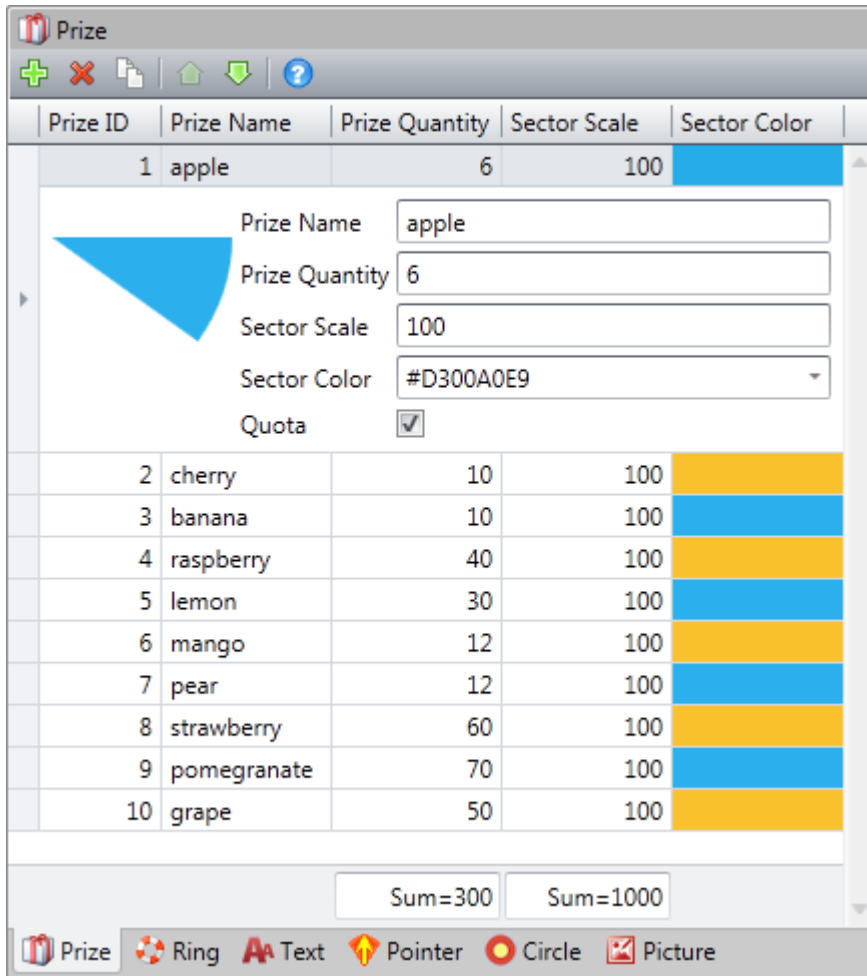 Prize
Prize ID Prize Name Prize Quantity Sector Scale Sector Color
1 apple 6 100
Prize Name apple
Prize Quantity 6
Sector Scale 100
Sector Color #D300A0E9
Quota
2 cherry 10 100
3 banana 10 100
4 raspberry 40 100
5 lemon 30 100
6 mango 12 100
7 pear 12 100
8 strawberry 60 100
9 pomegranate 70 100
10 grape 50 100
Sum=300 Sum=1000
Prize Ring Text Pointer Circle Picture